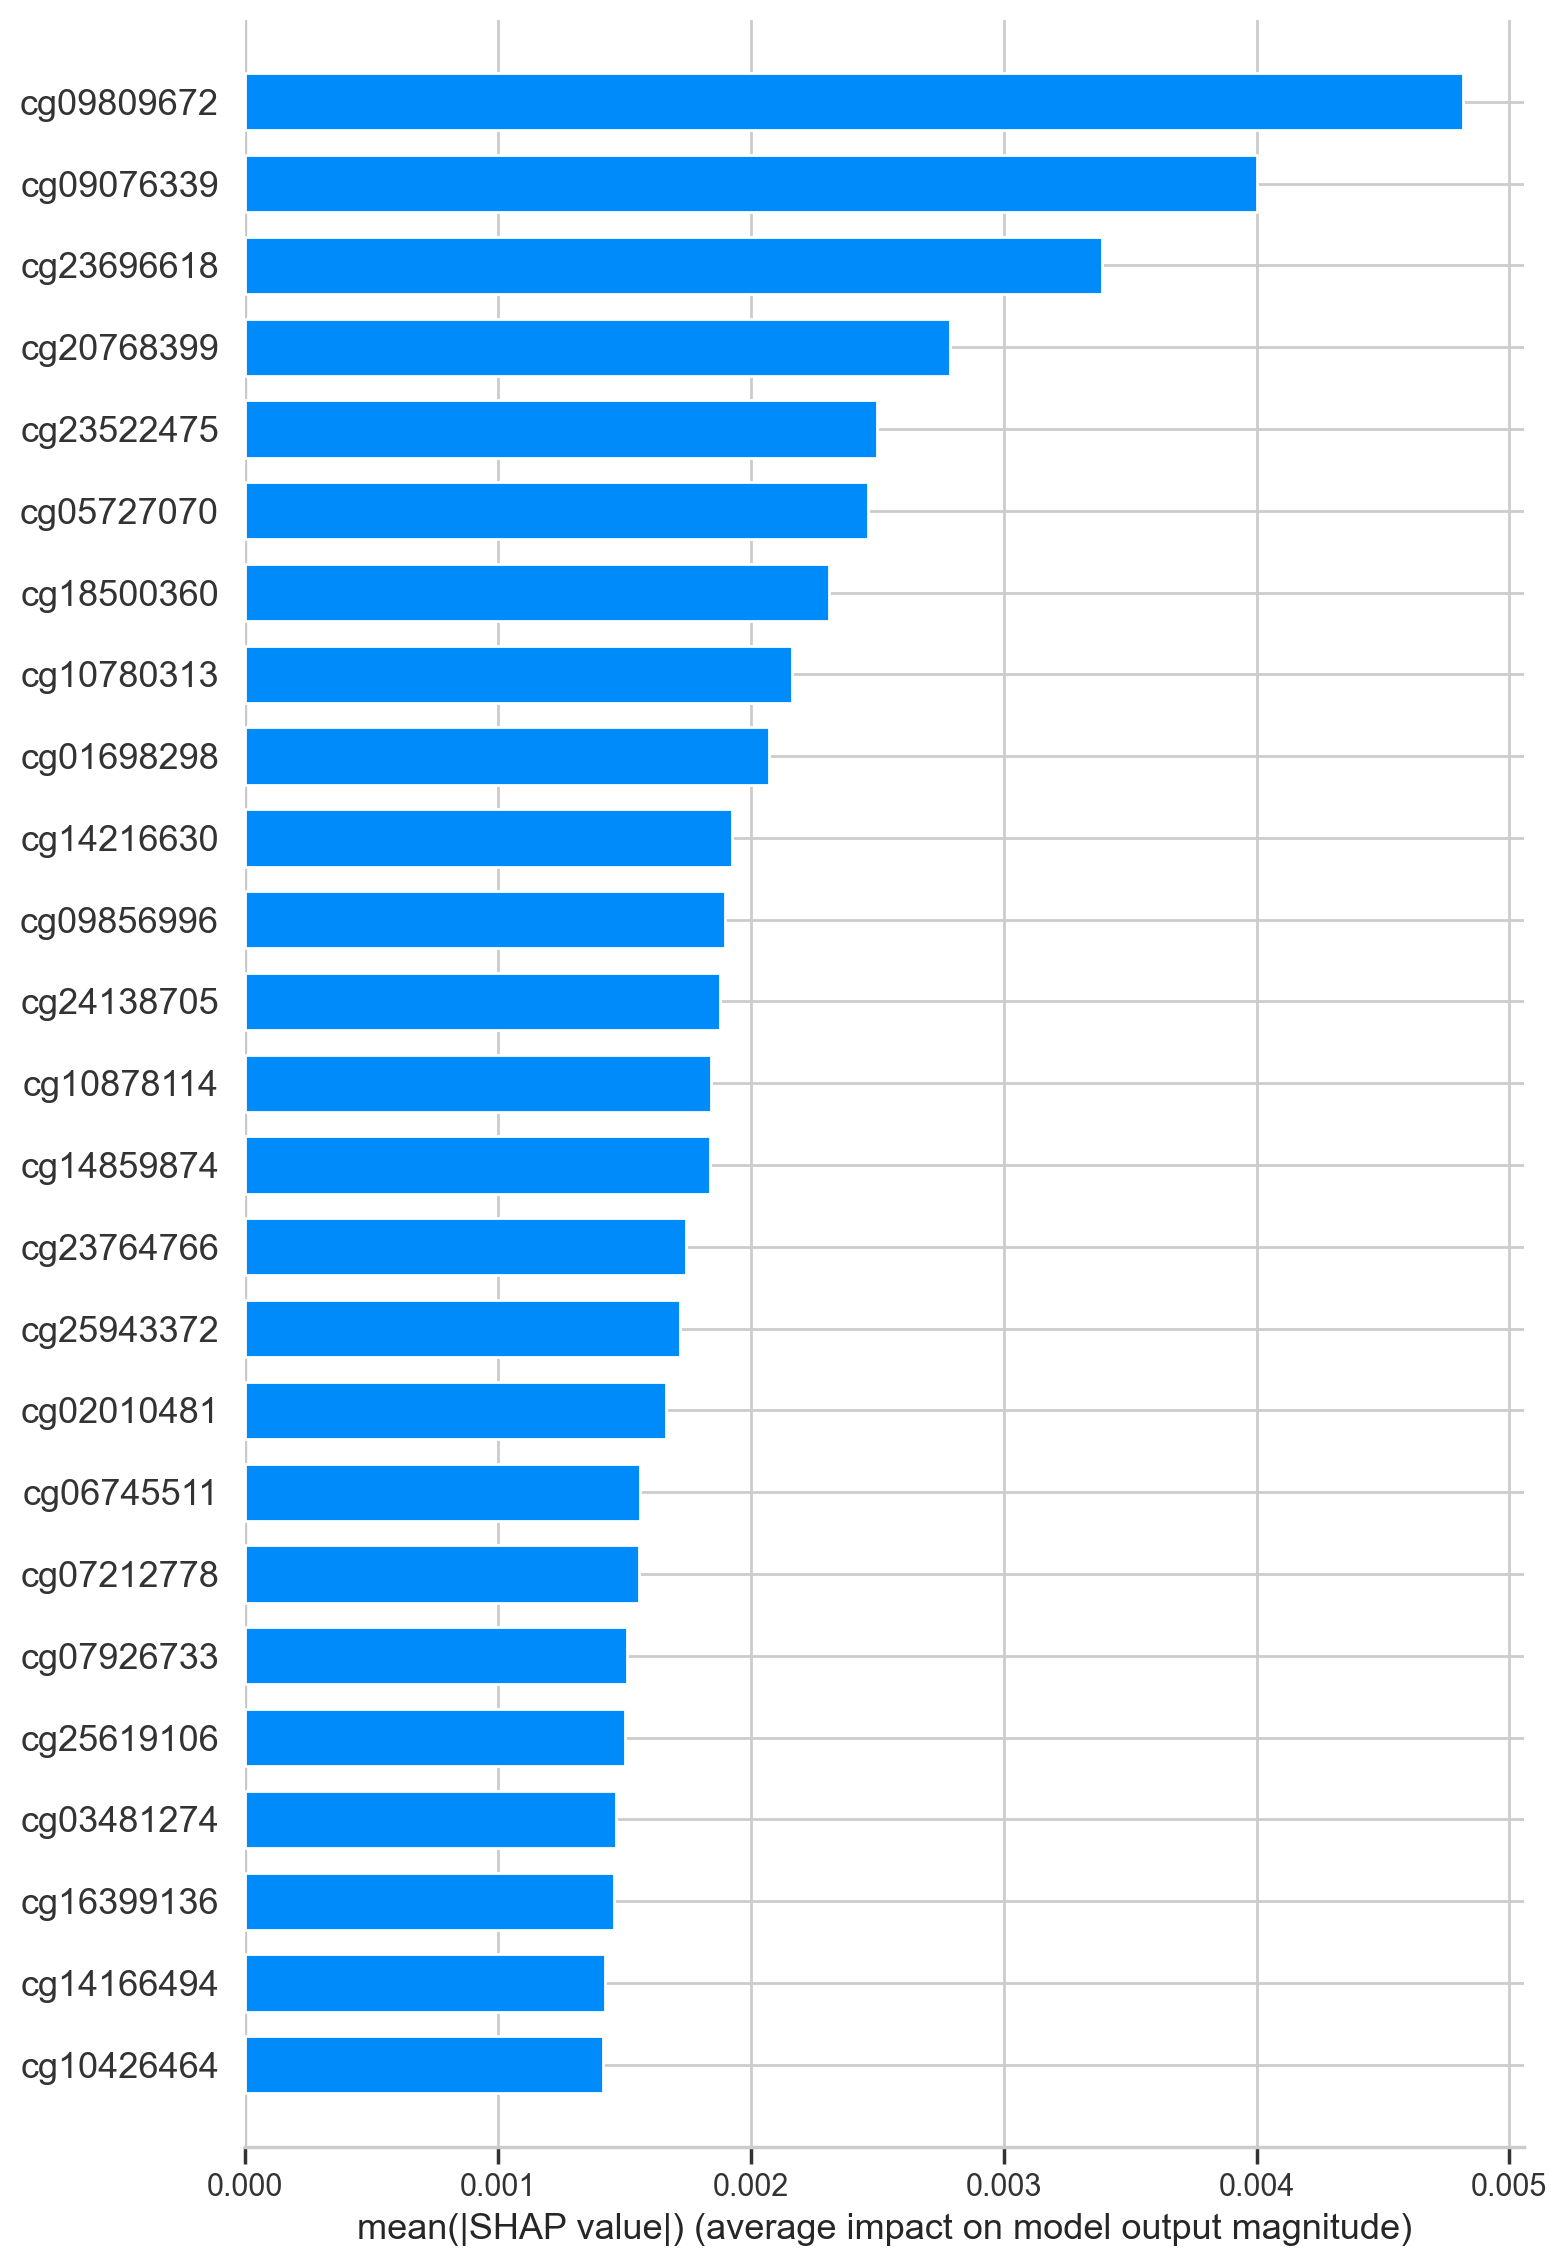 cg09809672
cg09076339
cg23696618
cg20768399
cg23522475
cg05727070
cg18500360
cg10780313
cg01698298
cg14216630
cg09856996
cg24138705
cg10878114
cg14859874
cg23764766
cg25943372
cg02010481
cg06745511
cg07212778
cg07926733
cg25619106
cg03481274
cg16399136
cg14166494
cg10426464
0.000 0.001 0.002 0.003 0.004 0.005
mean(|SHAP value|) (average impact on model output magnitude)